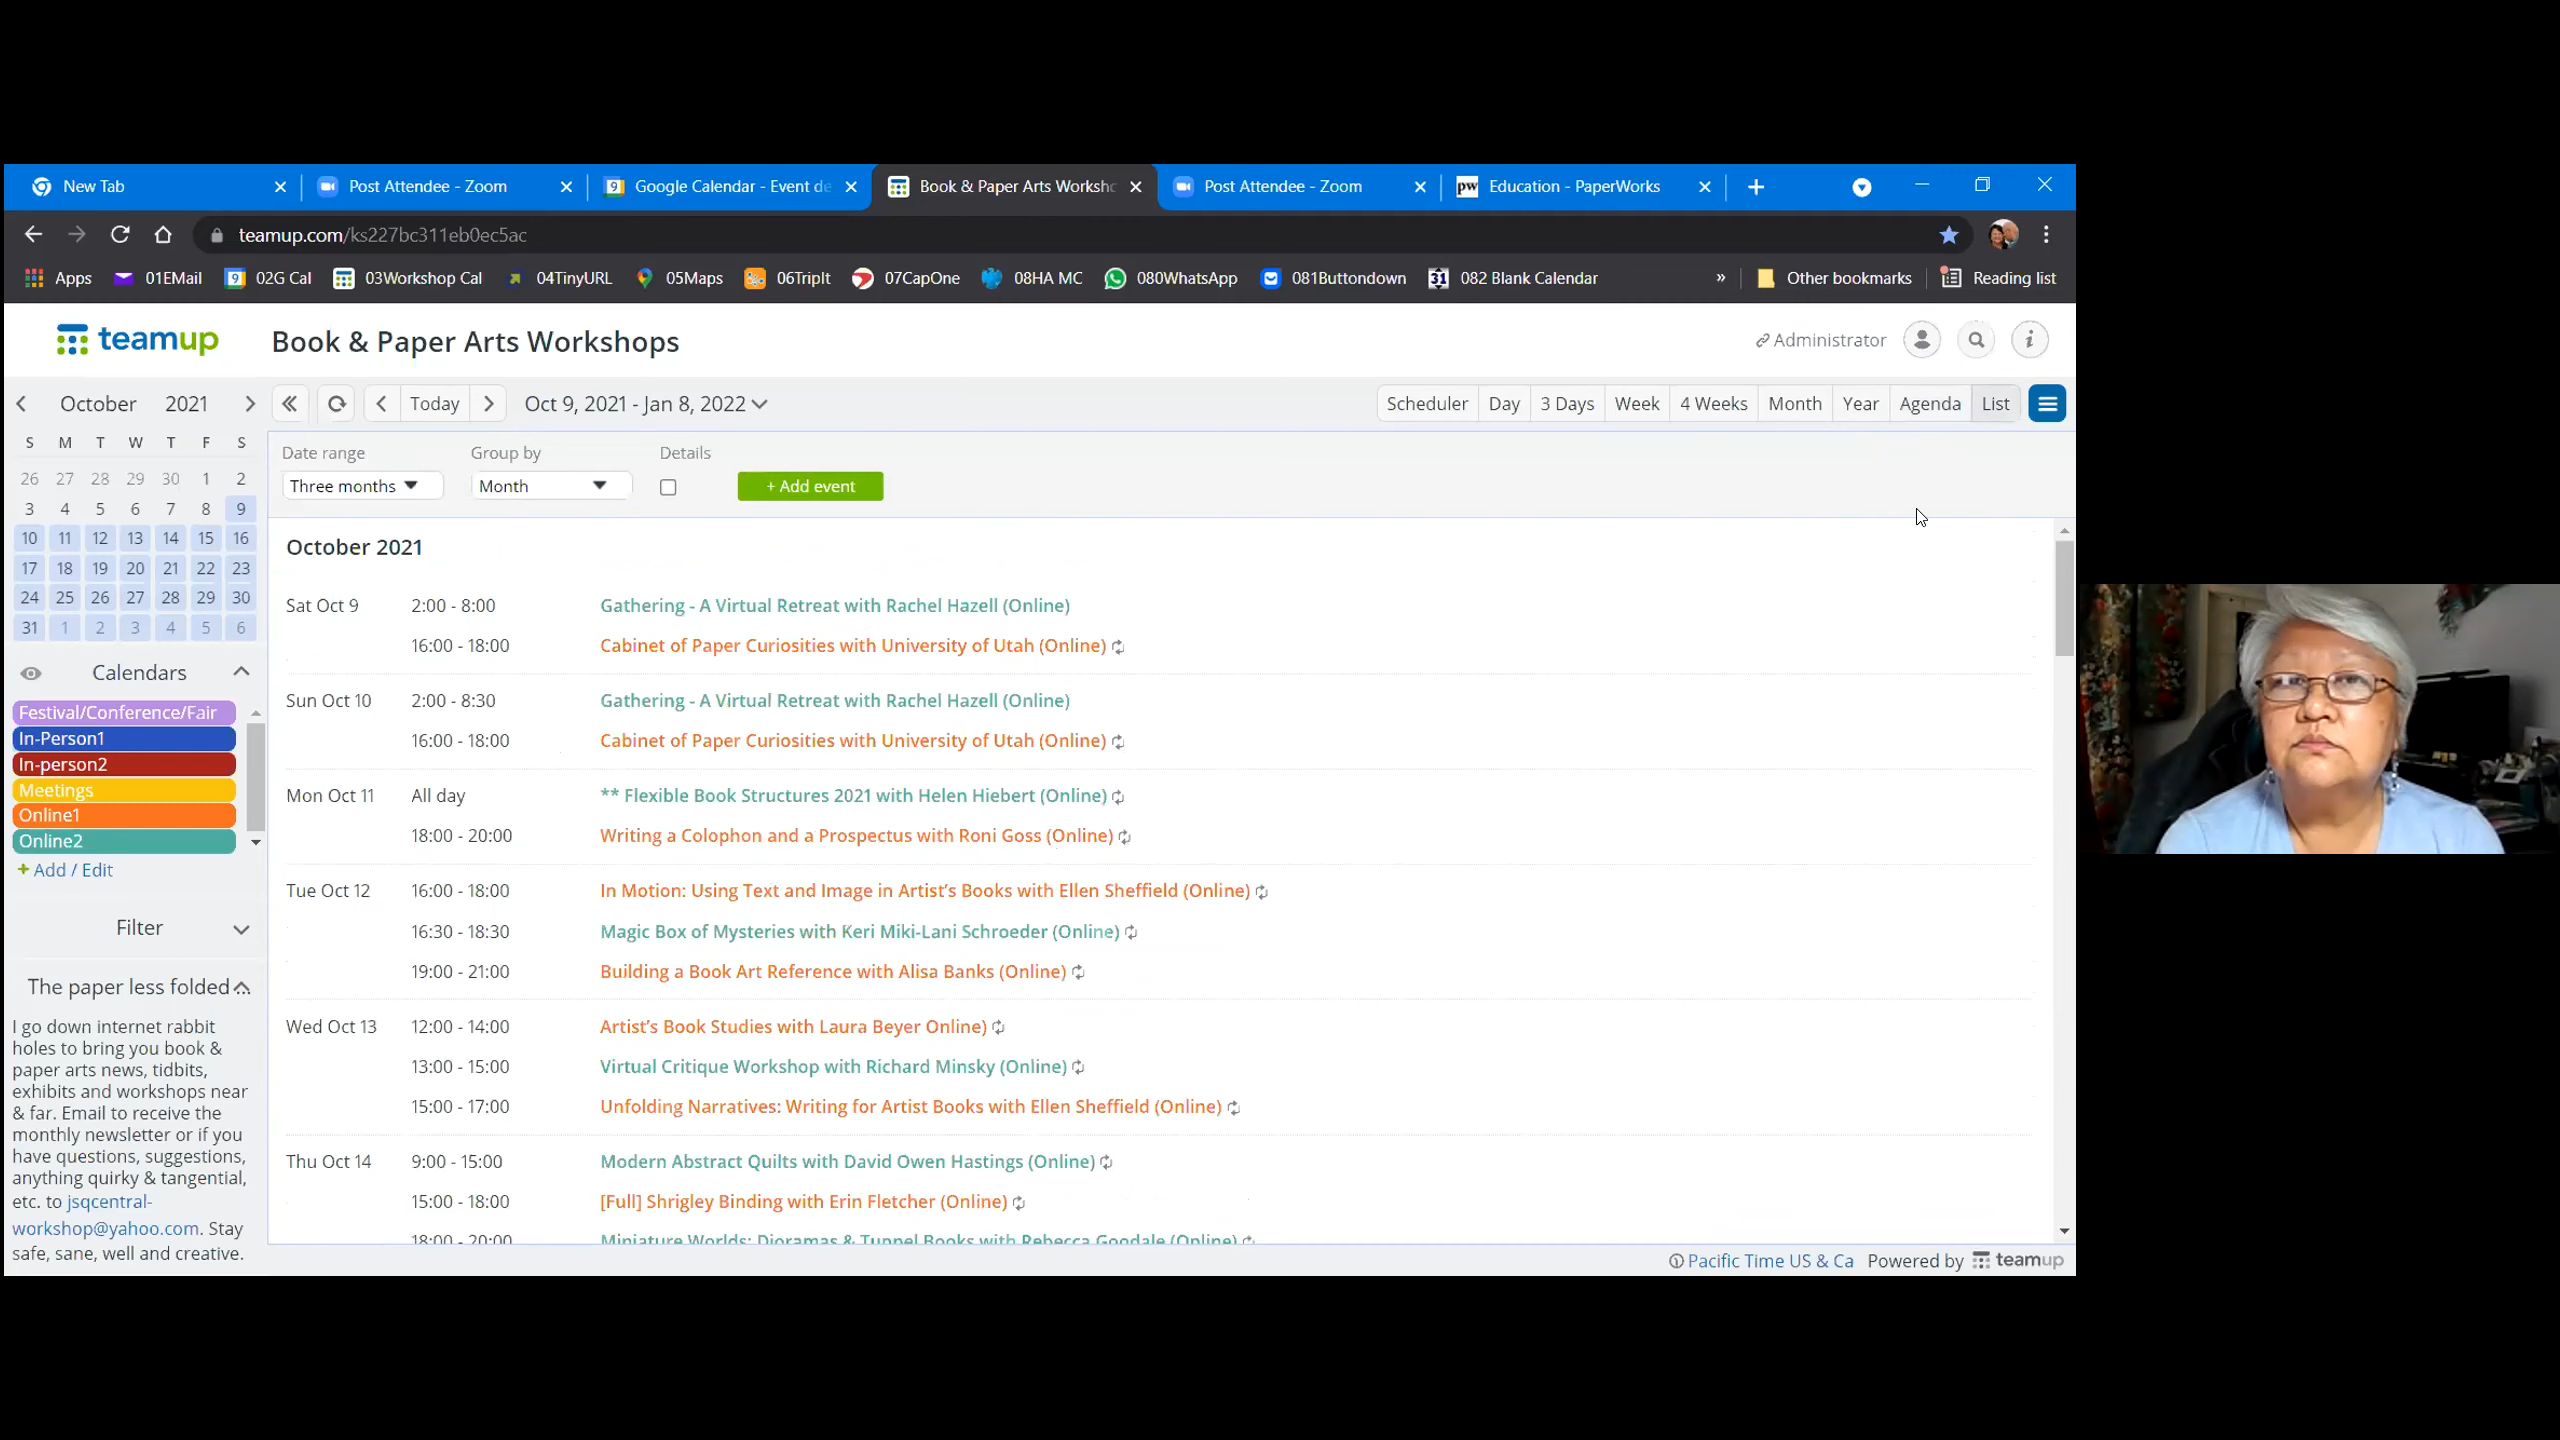 New Tab
Post Attendee - Zoom
Google Calendar - Event de
Book & Paper Arts Worksho
Post Attendee - Zoom
pw Education - PaperWorks
teamup.com/ks227bc311eb0ec5ac
Apps 01EMail 02G Cal 03Workshop Cal 04TinyURL 05Maps 06TripIt 07CapOne 08HA MC 080WhatsApp 081Buttondown 31 082 Blank Calendar » Other bookmarks Reading list
teamup
Book & Paper Arts Workshops
Administrator
October 2021
Today
Oct 9, 2021 - Jan 8, 2022
Scheduler Day 3 Days Week 4 Weeks Month Year Agenda List
S M T W T F S
26 27 28 29 30 1 2
3 4 5 6 7 8 9
10 11 12 13 14 15 16
17 18 19 20 21 22 23
24 25 26 27 28 29 30
31 1 2 3 4 5 6
Calendars
Festival/Conference/Fair
In-Person1
In-person2
Meetings
Online1
Online2
+ Add / Edit
Filter
The paper less folded...
I go down internet rabbit
holes to bring you book &
paper arts news, tidbits,
exhibits and workshops near
& far. Email to receive the
monthly newsletter or if you
have questions, suggestions,
anything quirky & tangential,
etc. to jsqcentral-
workshop@yahoo.com. Stay
safe, sane, well and creative.
Date range Group by Details
Three months Month + Add event
October 2021
Sat Oct 9 2:00 - 8:00 Gathering - A Virtual Retreat with Rachel Hazell (Online)
16:00 - 18:00 Cabinet of Paper Curiosities with University of Utah (Online)
Sun Oct 10 2:00 - 8:30 Gathering - A Virtual Retreat with Rachel Hazell (Online)
16:00 - 18:00 Cabinet of Paper Curiosities with University of Utah (Online)
Mon Oct 11 All day ** Flexible Book Structures 2021 with Helen Hiebert (Online)
18:00 - 20:00 Writing a Colophon and a Prospectus with Roni Goss (Online)
Tue Oct 12 16:00 - 18:00 In Motion: Using Text and Image in Artist’s Books with Ellen Sheffield (Online)
16:30 - 18:30 Magic Box of Mysteries with Keri Miki-Lani Schroeder (Online)
19:00 - 21:00 Building a Book Art Reference with Alisa Banks (Online)
Wed Oct 13 12:00 - 14:00 Artist’s Book Studies with Laura Beyer Online)
13:00 - 15:00 Virtual Critique Workshop with Richard Minsky (Online)
15:00 - 17:00 Unfolding Narratives: Writing for Artist Books with Ellen Sheffield (Online)
Thu Oct 14 9:00 - 15:00 Modern Abstract Quilts with David Owen Hastings (Online)
15:00 - 18:00 [Full] Shrigley Binding with Erin Fletcher (Online)
18:00 - 20:00 Miniature Worlds: Dioramas & Tunnel Books with Rebecca Goodale (Online)
Pacific Time US & Ca Powered by teamup